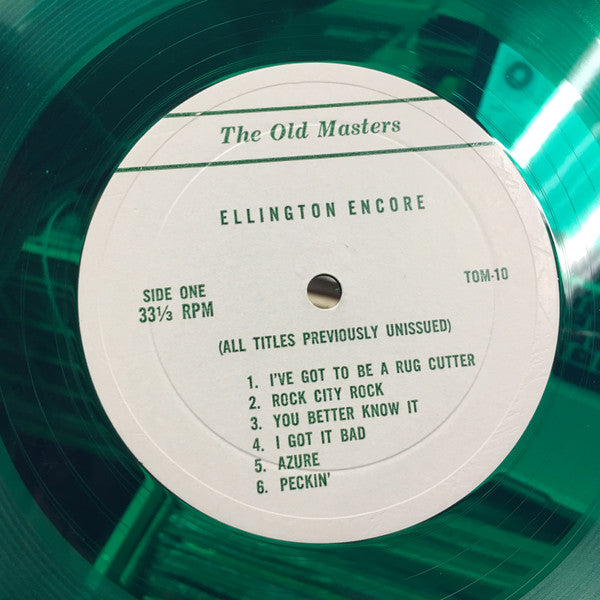 The Old Masters
ELLINGTON ENCORE
SIDE ONE
33⅓ RPM
TOM-10
(ALL TITLES PREVIOUSLY UNISSUED)
1. I'VE GOT TO BE A RUG CUTTER
2. ROCK CITY ROCK
3. YOU BETTER KNOW IT
4. I GOT IT BAD
5. AZURE
6. PECKIN'